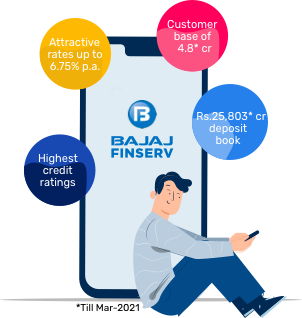 Customer
base of
4.8* cr
Attractive
rates up to
6.75% p.a.
Rs.25,803* cr
deposit
book
B
BAJAJ
FINSERV
Highest
credit
ratings
*Till Mar-2021